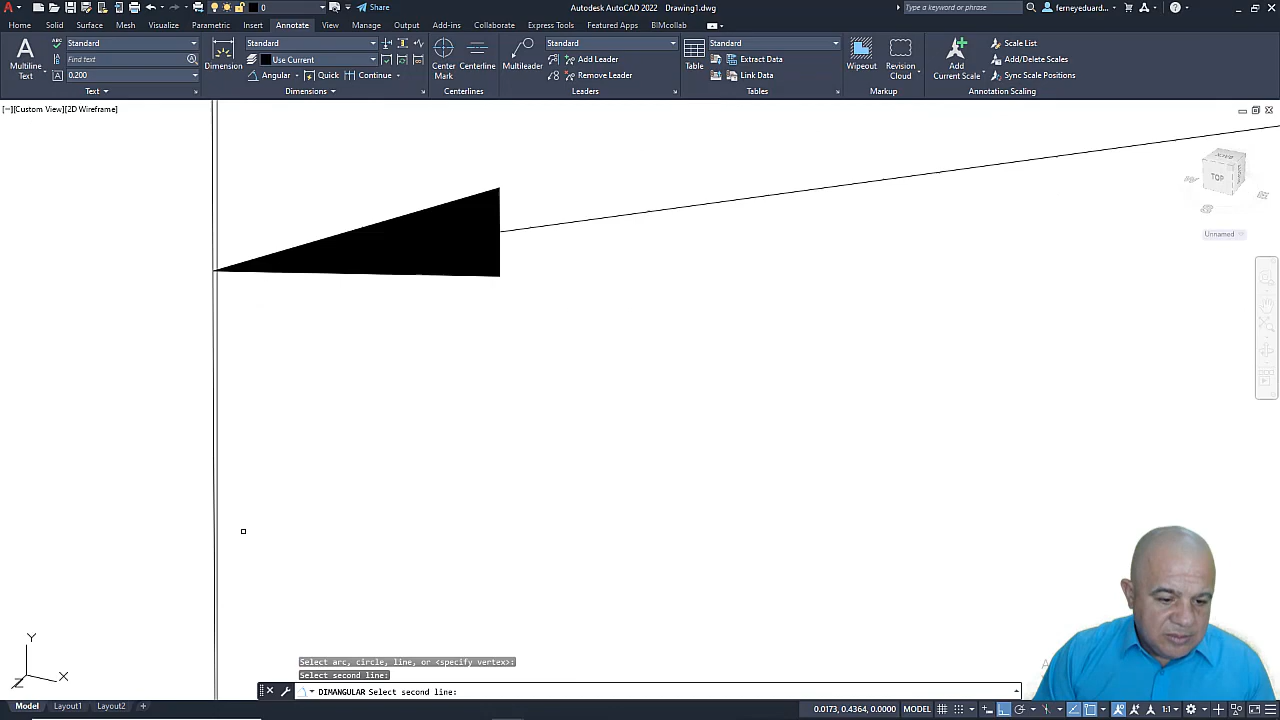 Share
Autodesk AutoCAD 2022 Drawing1.dwg
Type a keyword or phrase
ferneyeduard...
Home Solid Surface Mesh Visualize Parametric Insert Annotate View Manage Output Add-ins Collaborate Express Tools Featured Apps BIMcollab
Multiline Text
Standard
Find text
0.200
Text
Dimension
Standard
Use Current
Angular Quick Continue
Dimensions
Center Mark
Centerline
Centerlines
Multileader
Standard
Add Leader
Remove Leader
Leaders
Table
Standard
Extract Data
Link Data
Tables
Wipeout
Revision Cloud
Markup
Add Current Scale
Scale List
Add/Delete Scales
Sync Scale Positions
Annotation Scaling
[−][Custom View][2D Wireframe]
TOP
Unnamed
Y
X
Z
Select arc, circle, line, or <specify vertex>:
Select second line:
DIMANGULAR Select second line:
Model Layout1 Layout2 +
0.0173, 0.4364, 0.0000 MODEL 1:1